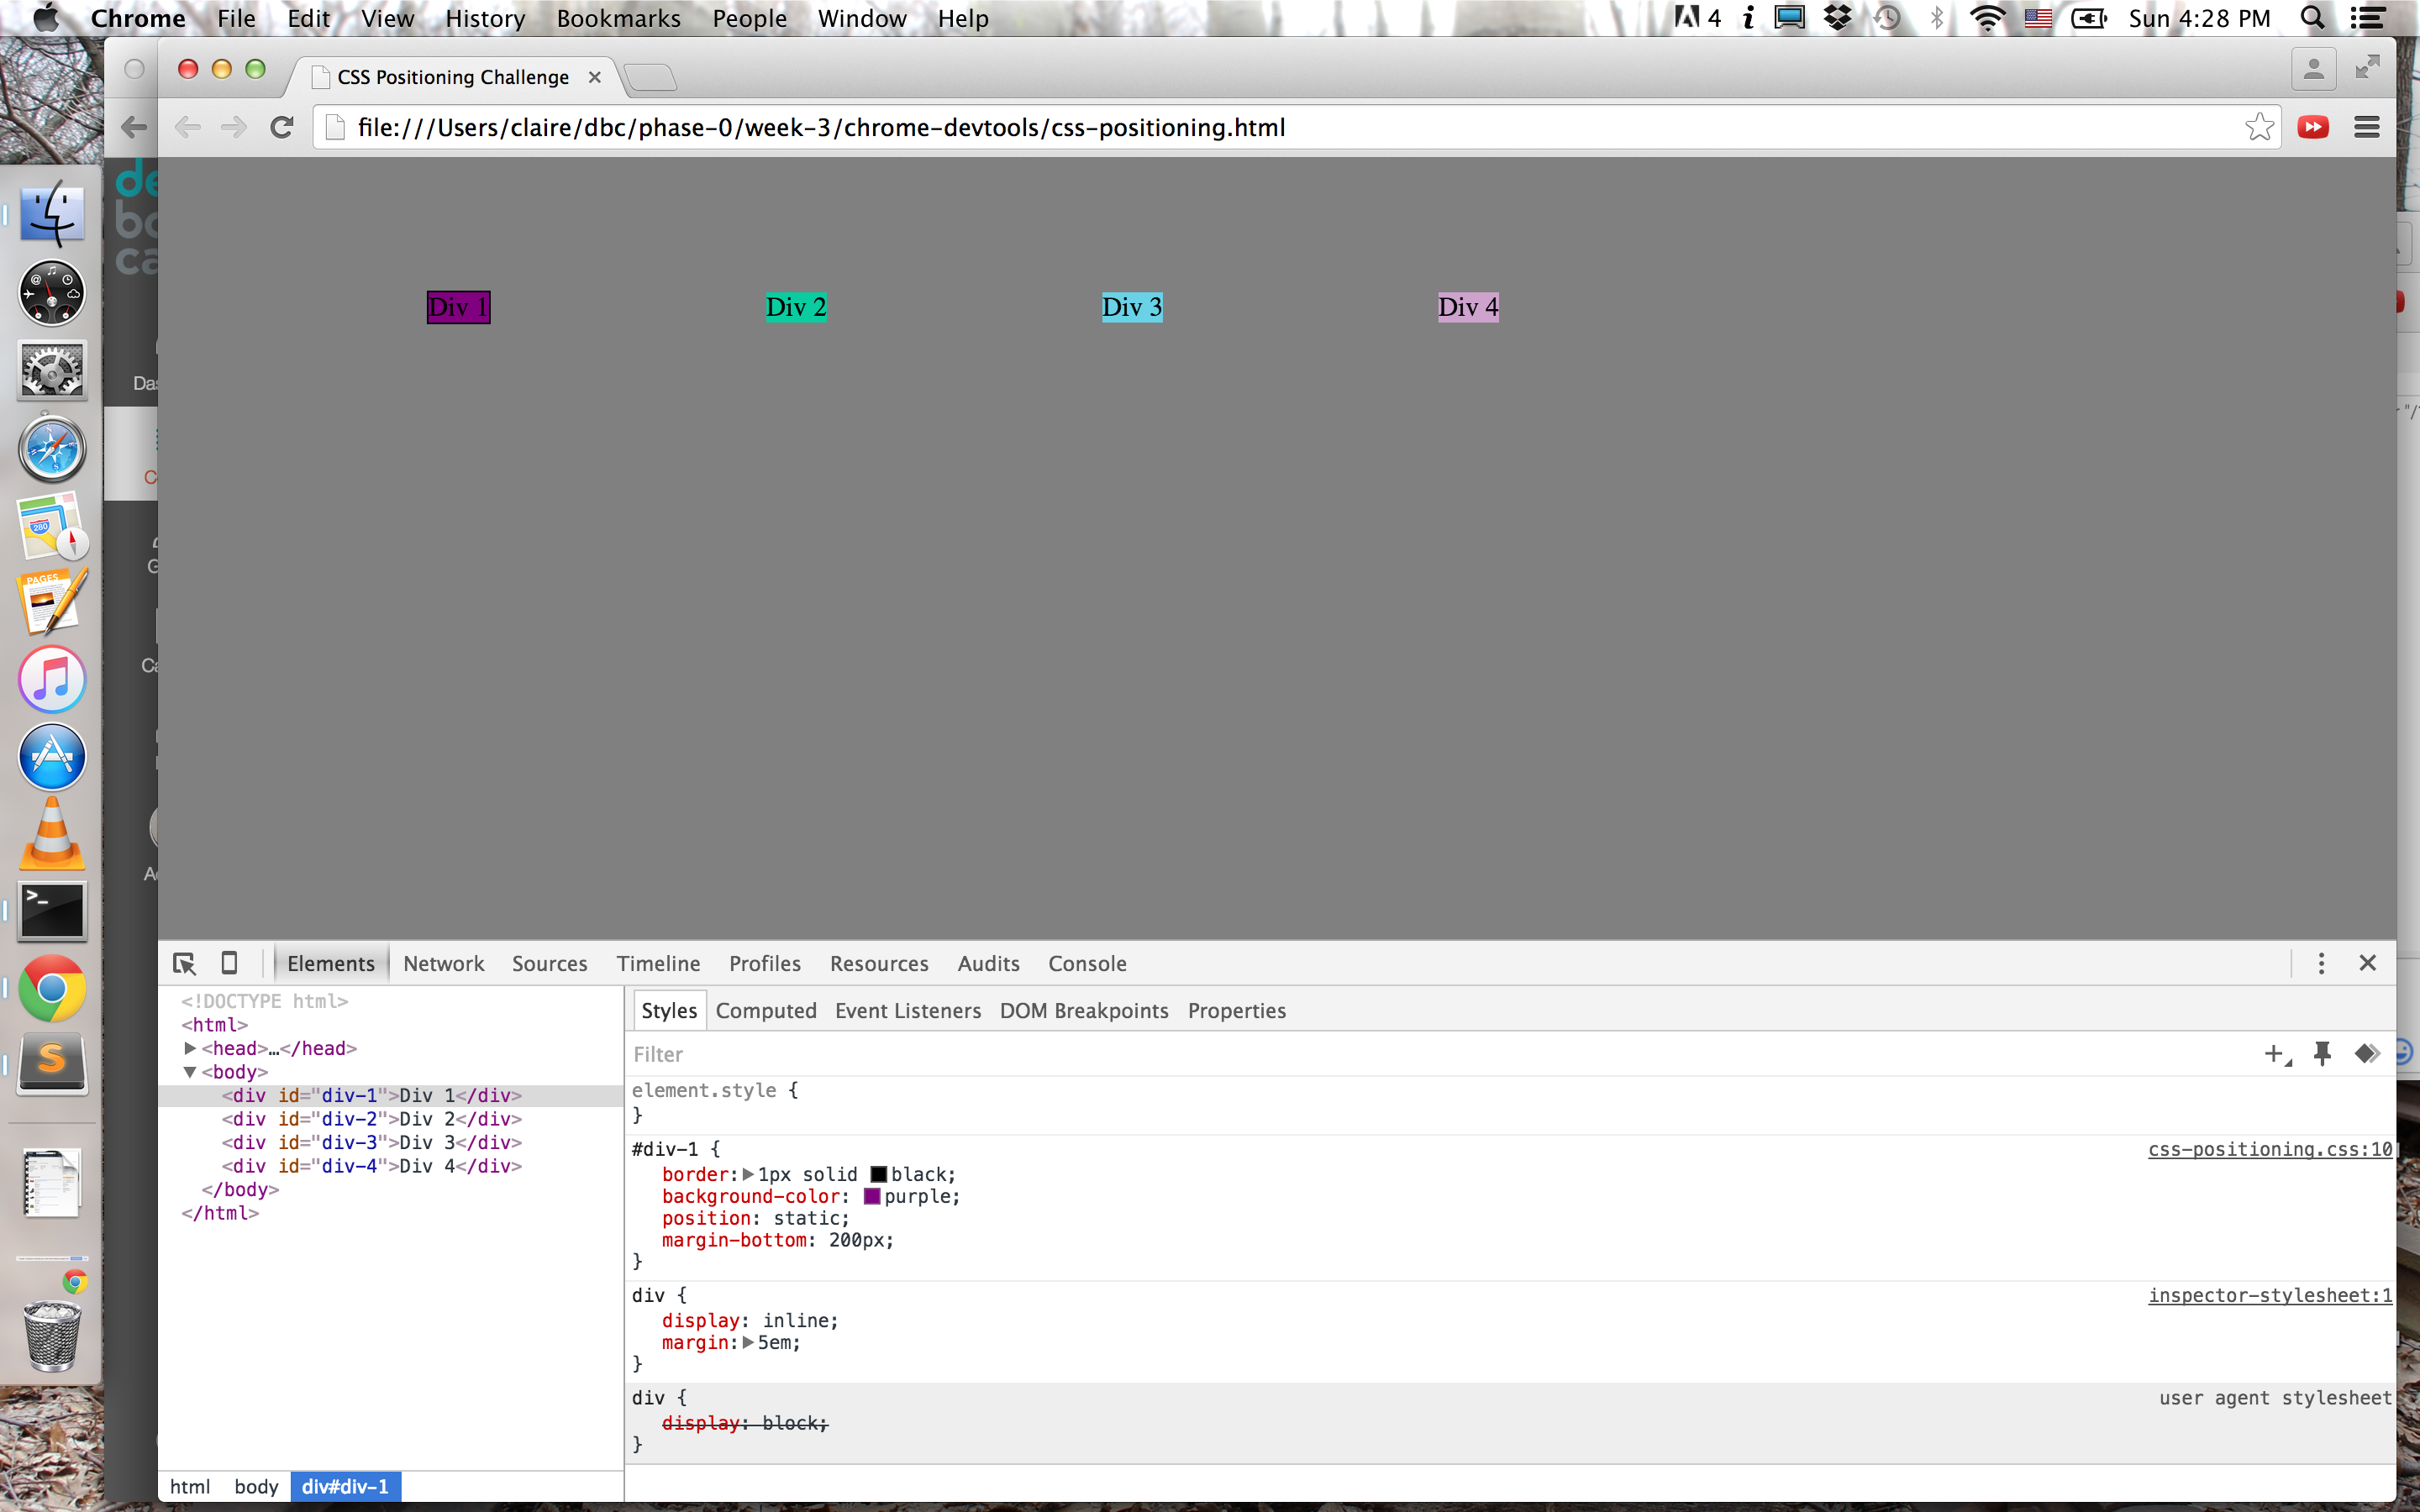 Chrome File Edit View History Bookmarks People Window Help 4 Sun 4:28 PM
CSS Positioning Challenge
file:///Users/claire/dbc/phase-0/week-3/chrome-devtools/css-positioning.html
Div 1 Div 2 Div 3 Div 4
280
PAGES
Elements Network Sources Timeline Profiles Resources Audits Console
<!DOCTYPE html>
<html>
<head>…</head>
<body>
<div id="div-1">Div 1</div>
<div id="div-2">Div 2</div>
<div id="div-3">Div 3</div>
<div id="div-4">Div 4</div>
</body>
</html>
html body div#div-1
Styles Computed Event Listeners DOM Breakpoints Properties
Filter
element.style {
}
#div-1 { css-positioning.css:10
border: 1px solid black;
background-color: purple;
position: static;
margin-bottom: 200px;
}
div { inspector-stylesheet:1
display: inline;
margin: 5em;
}
div { user agent stylesheet
display: block;
}